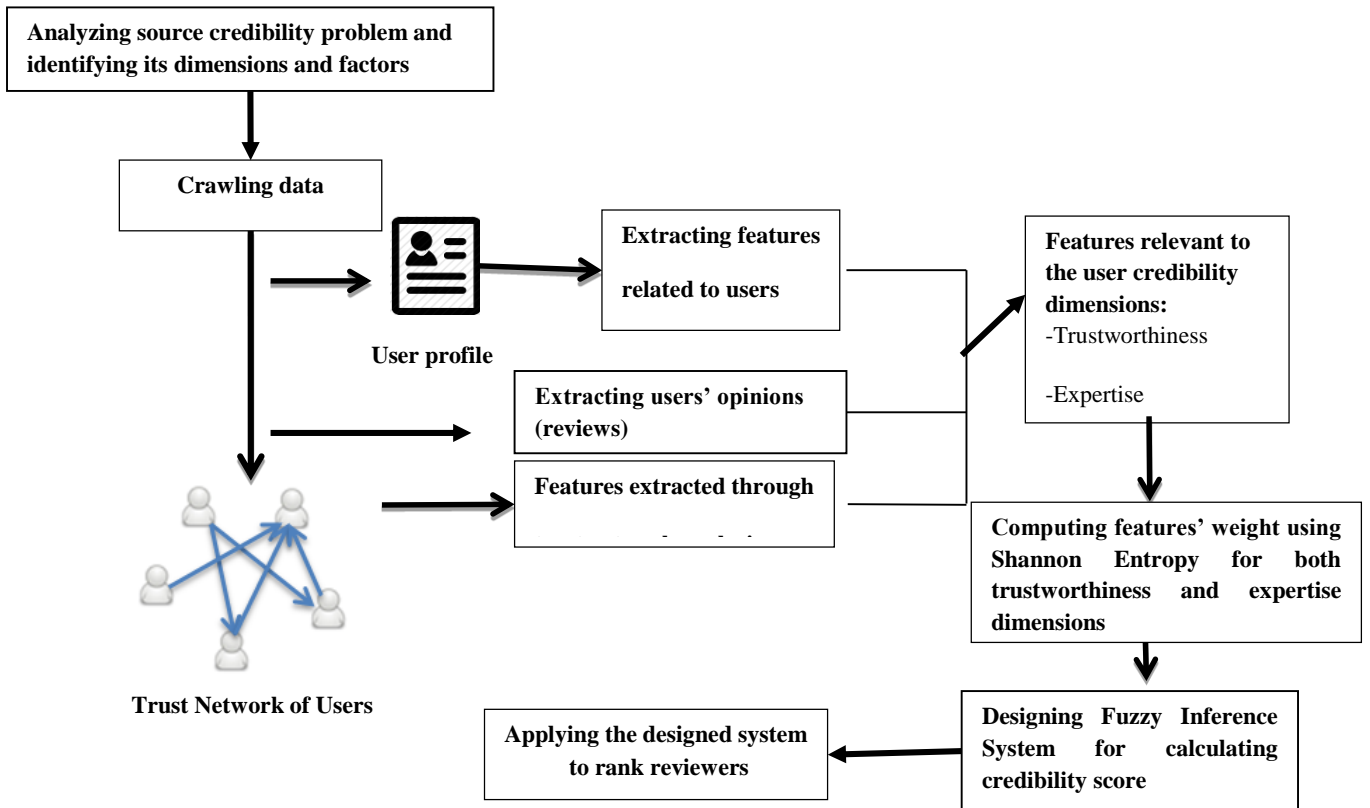 Analyzing source credibility problem and
identifying its dimensions and factors
Crawling data
User profile
Extracting features
related to users
Extracting users’ opinions
(reviews)
Features extracted through
Trust Network of Users
Features relevant to
the user credibility
dimensions:
-Trustworthiness
-Expertise
Computing features’ weight using
Shannon Entropy for both
trustworthiness and expertise
dimensions
Designing Fuzzy Inference
System for calculating
credibility score
Applying the designed system
to rank reviewers